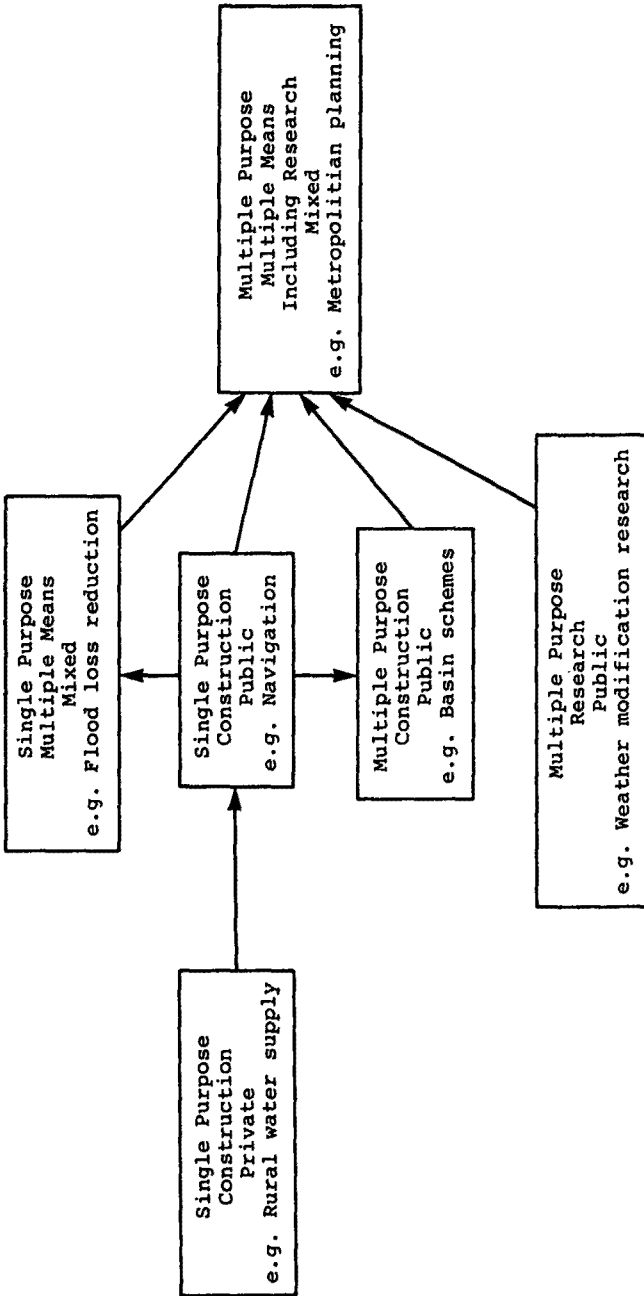 Single Purpose
Construction
Private
e.g. Rural water supply
Single Purpose
Multiple Means
Mixed
e.g. Flood loss reduction
Single Purpose
Construction
Public
e.g. Navigation
Multiple Purpose
Construction
Public
e.g. Basin schemes
Multiple Purpose
Research
Public
e.g. Weather modification research
Multiple Purpose
Multiple Means
Including Research
Mixed
e.g. Metropolitian planning